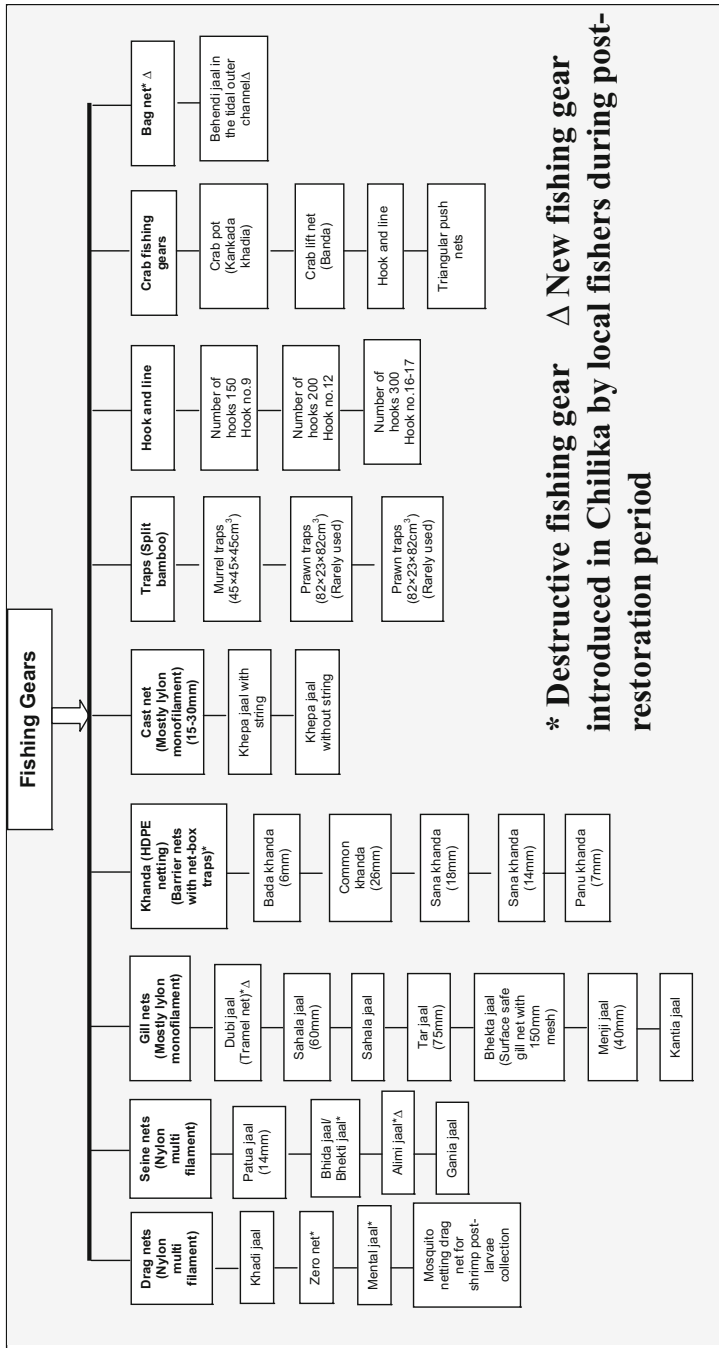 Fishing Gears
Drag nets
(Nylon
multi
filament)
Khadi jaal
Zero net*
Mental jaal*
Mosquito
netting drag
net for
shrimp post-
larvae
collection
Seine nets
(Nylon
multi
filament)
Patua jaal
(14mm)
Bhida jaal/
Bhekti jaal*
Alimi jaal*Δ
Gania jaal
Gill nets
(Mostly lylon
monofilament)
Dubi jaal
(Tramel net)*Δ
Sahala jaal
(60mm)
Sahala jaal
Tar jaal
(75mm)
Bhekta jaal
(Surface safe
gill net with
150mm
mesh)
Menji jaal
(40mm)
Kantia jaal
Khanda (HDPE
netting)
(Barrier nets
with net-box
traps)*
Bada khanda
(6mm)
Common
khanda
(26mm)
Sana khanda
(18mm)
Sana khanda
(14mm)
Panu khanda
(7mm)
Cast net
(Mostly lylon
monofilament)
(15-30mm)
Khepa jaal with
string
Khepa jaal
without string
Traps (Split
bamboo)
Murrel traps
(45×45×45cm³)
Prawn traps
(82×23×82cm³)
(Rarely used)
Prawn traps
(82×23×82cm³)
(Rarely used)
Hook and line
Number of
hooks 150
Hook no.9
Number of
hooks 200
Hook no.12
Number of
hooks 300
Hook no.16-17
Crab fishing
gears
Crab pot
(Kankada
khadia)
Crab lift net
(Banda)
Hook and line
Triangular push
nets
Bag net* Δ
Behendi jaal in
the tidal outer
channelΔ
* Destructive fishing gear Δ New fishing gear
introduced in Chilika by local fishers during post-
restoration period